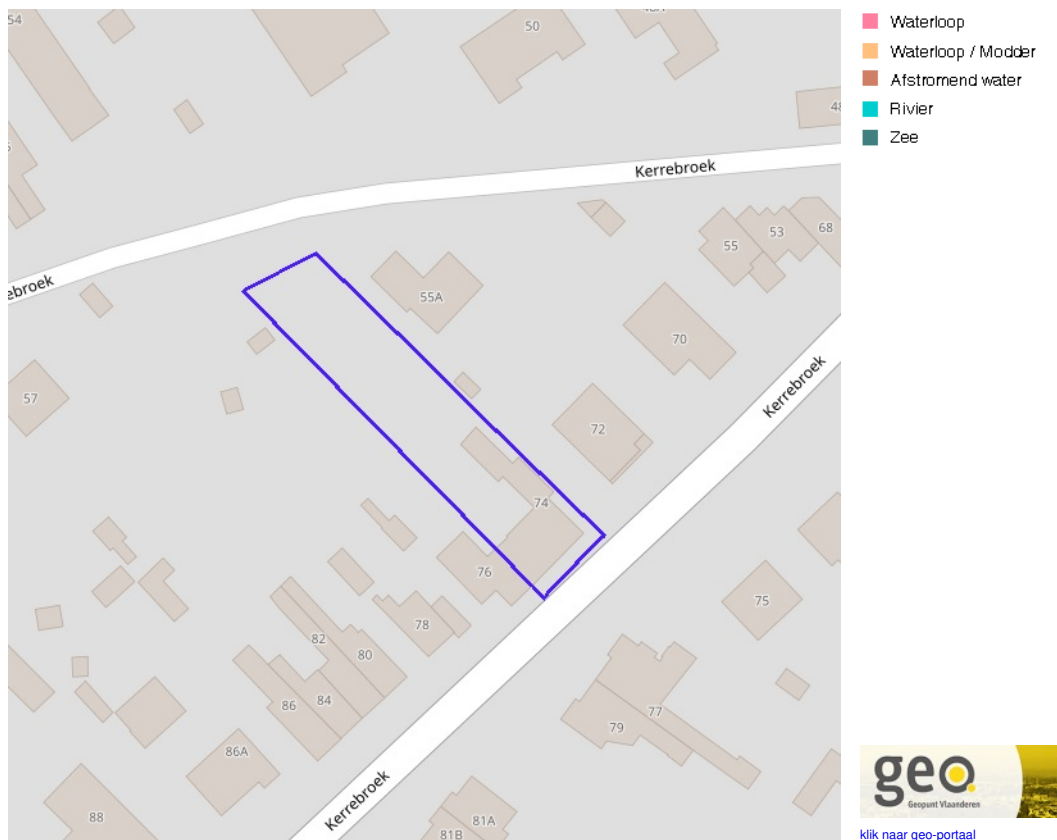 54
50
48A
48
Kerrebroek
55
53
68
55A
70
57
72
Kerrebroek
74
76
78
75
82
80
86
84
77
79
86A
88
Kerrebroek
81A
81B
Waterloop
Waterloop / Modder
Afstromend water
Rivier
Zee
geo.
Geopunt Vlaanderen
klik naar geo-portaal